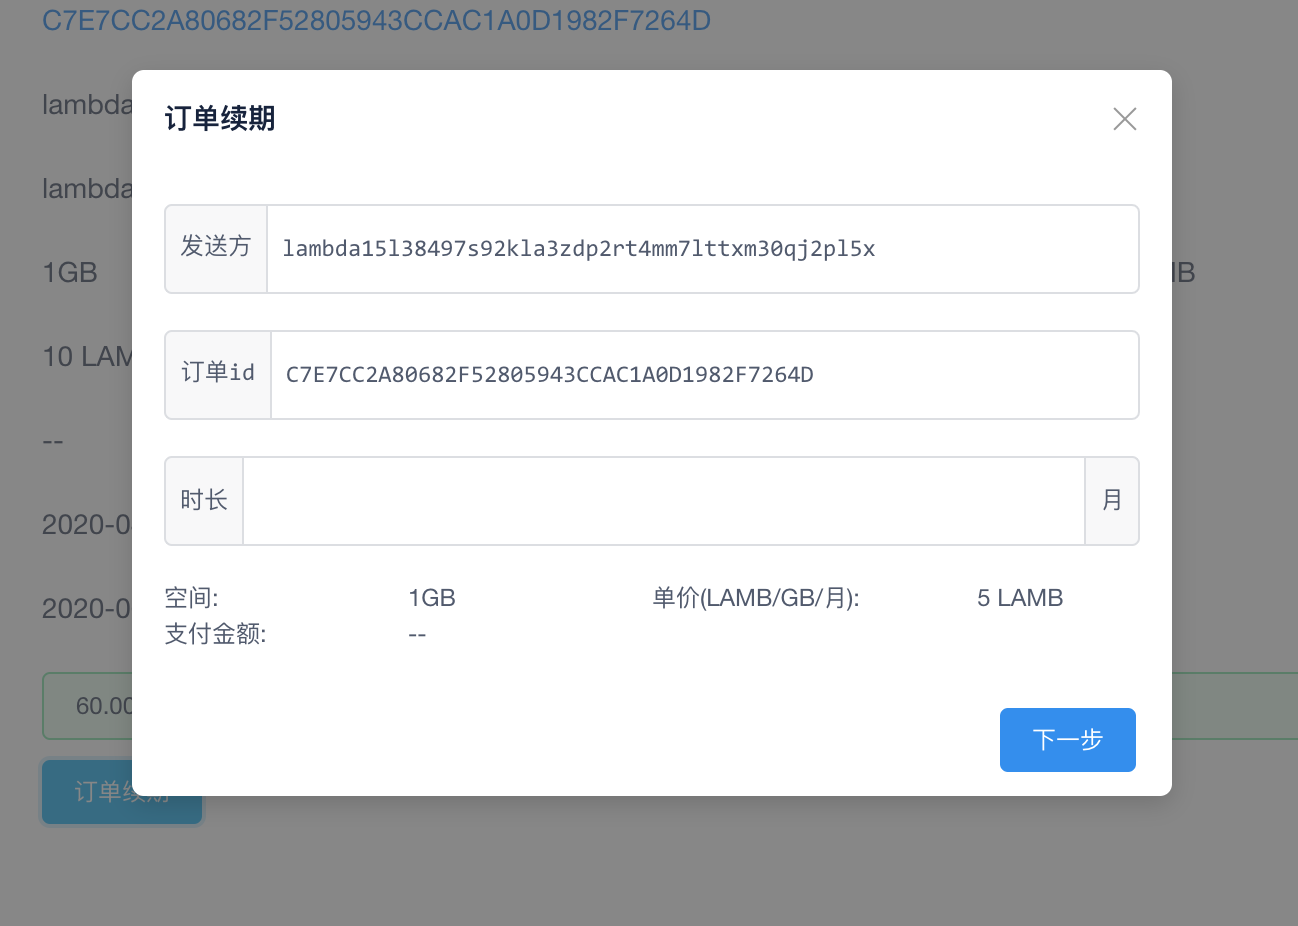 C7E7CC2A80682F52805943CCAC1A0D1982F7264D
lambda
订单续期
lambda
发送方 lambda15l38497s92kla3zdp2rt4mm7lttxm30qj2pl5x
1GB
10 LAM
订单id C7E7CC2A80682F52805943CCAC1A0D1982F7264D
--
时长 月
2020-0
空间: 1GB 单价(LAMB/GB/月): 5 LAMB
2020-0
支付金额: --
60.00
下一步
订单续期